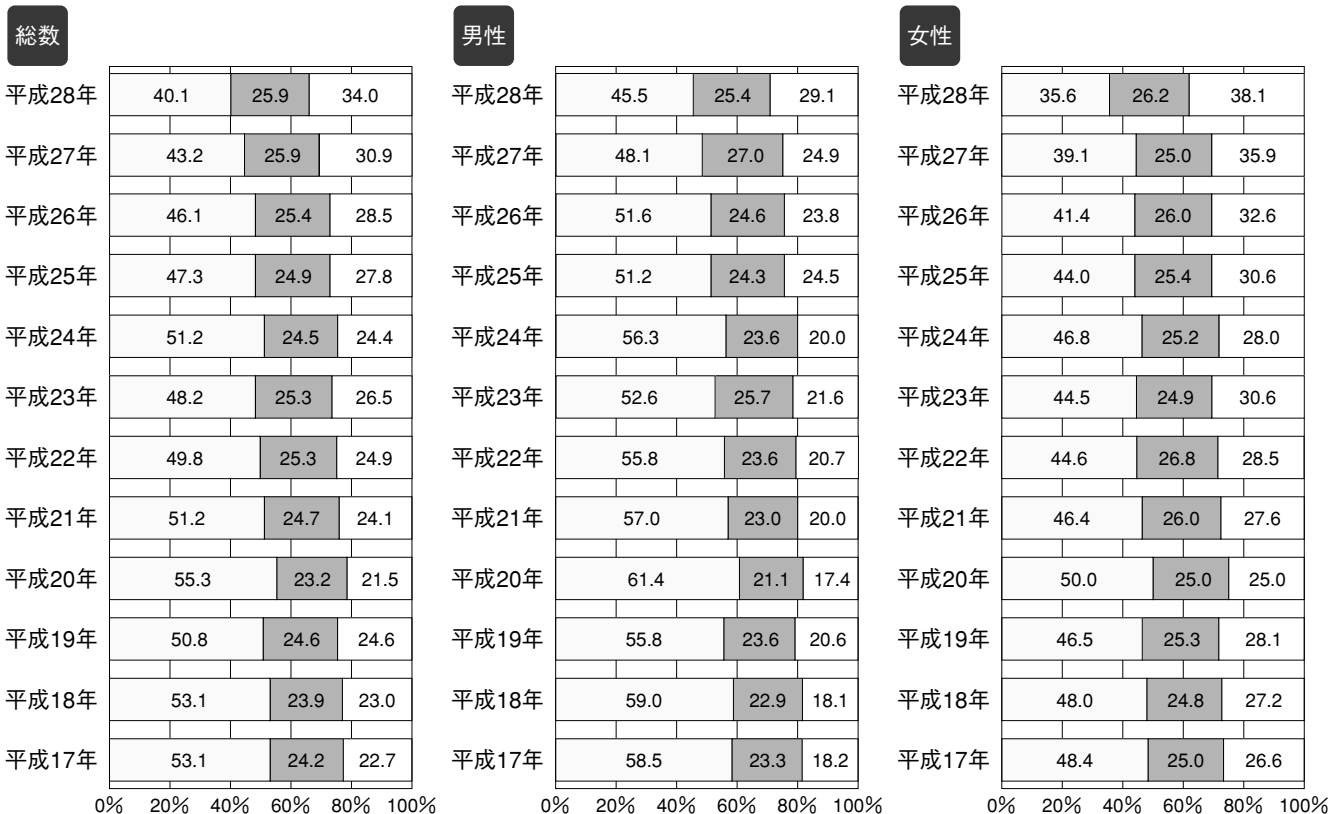 総数 男性 女性
平成28年 40.1 25.9 34.0 平成28年 45.5 25.4 29.1 平成28年 35.6 26.2 38.1
平成27年 43.2 25.9 30.9 平成27年 48.1 27.0 24.9 平成27年 39.1 25.0 35.9
平成26年 46.1 25.4 28.5 平成26年 51.6 24.6 23.8 平成26年 41.4 26.0 32.6
平成25年 47.3 24.9 27.8 平成25年 51.2 24.3 24.5 平成25年 44.0 25.4 30.6
平成24年 51.2 24.5 24.4 平成24年 56.3 23.6 20.0 平成24年 46.8 25.2 28.0
平成23年 48.2 25.3 26.5 平成23年 52.6 25.7 21.6 平成23年 44.5 24.9 30.6
平成22年 49.8 25.3 24.9 平成22年 55.8 23.6 20.7 平成22年 44.6 26.8 28.5
平成21年 51.2 24.7 24.1 平成21年 57.0 23.0 20.0 平成21年 46.4 26.0 27.6
平成20年 55.3 23.2 21.5 平成20年 61.4 21.1 17.4 平成20年 50.0 25.0 25.0
平成19年 50.8 24.6 24.6 平成19年 55.8 23.6 20.6 平成19年 46.5 25.3 28.1
平成18年 53.1 23.9 23.0 平成18年 59.0 22.9 18.1 平成18年 48.0 24.8 27.2
平成17年 53.1 24.2 22.7 平成17年 58.5 23.3 18.2 平成17年 48.4 25.0 26.6
0% 20% 40% 60% 80% 100% 0% 20% 40% 60% 80% 100% 0% 20% 40% 60% 80% 100%